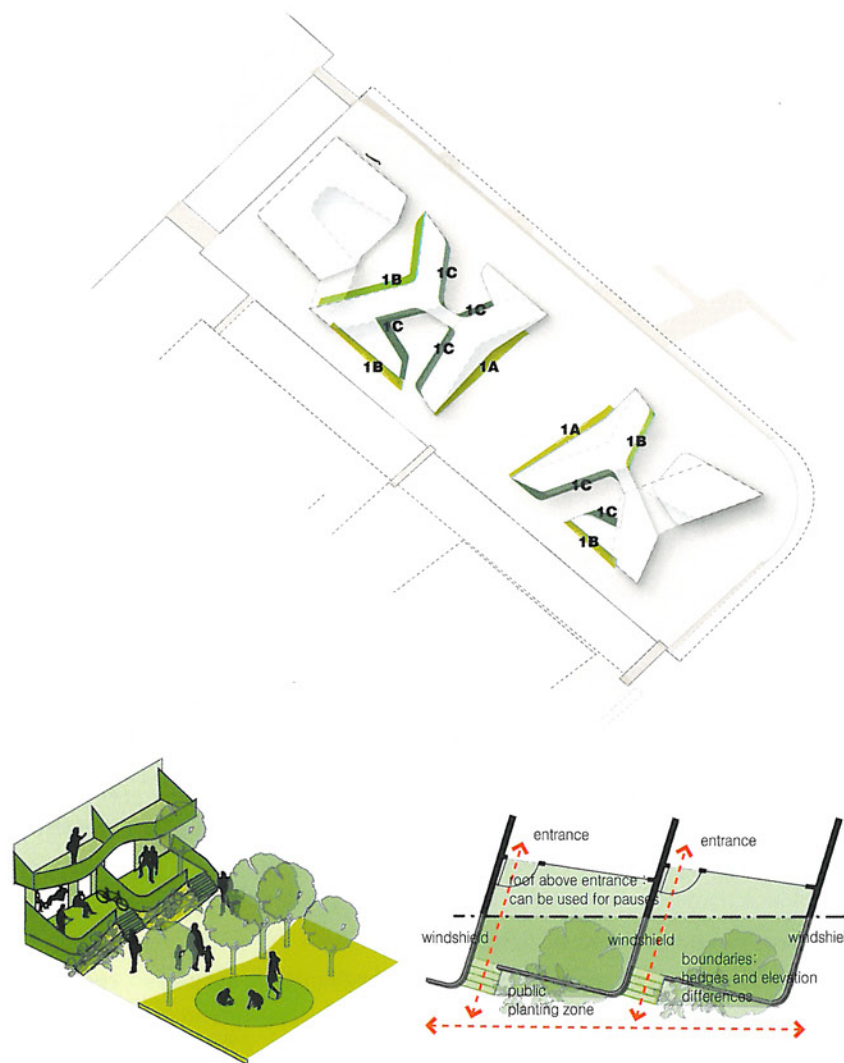 1B
1C
1C
1C
1C
1B
1A
1A
1B
1C
1C
1B
entrance
entrance
roof above entrance :
can be used for pauses
windshield
windshield
windshield
boundaries:
hedges and elevation
differences
public
planting zone